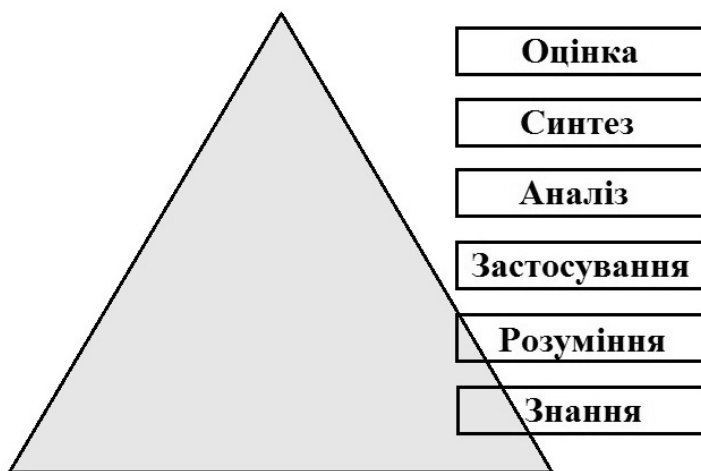 Оцінка
Синтез
Аналіз
Застосування
Розуміння
Знання